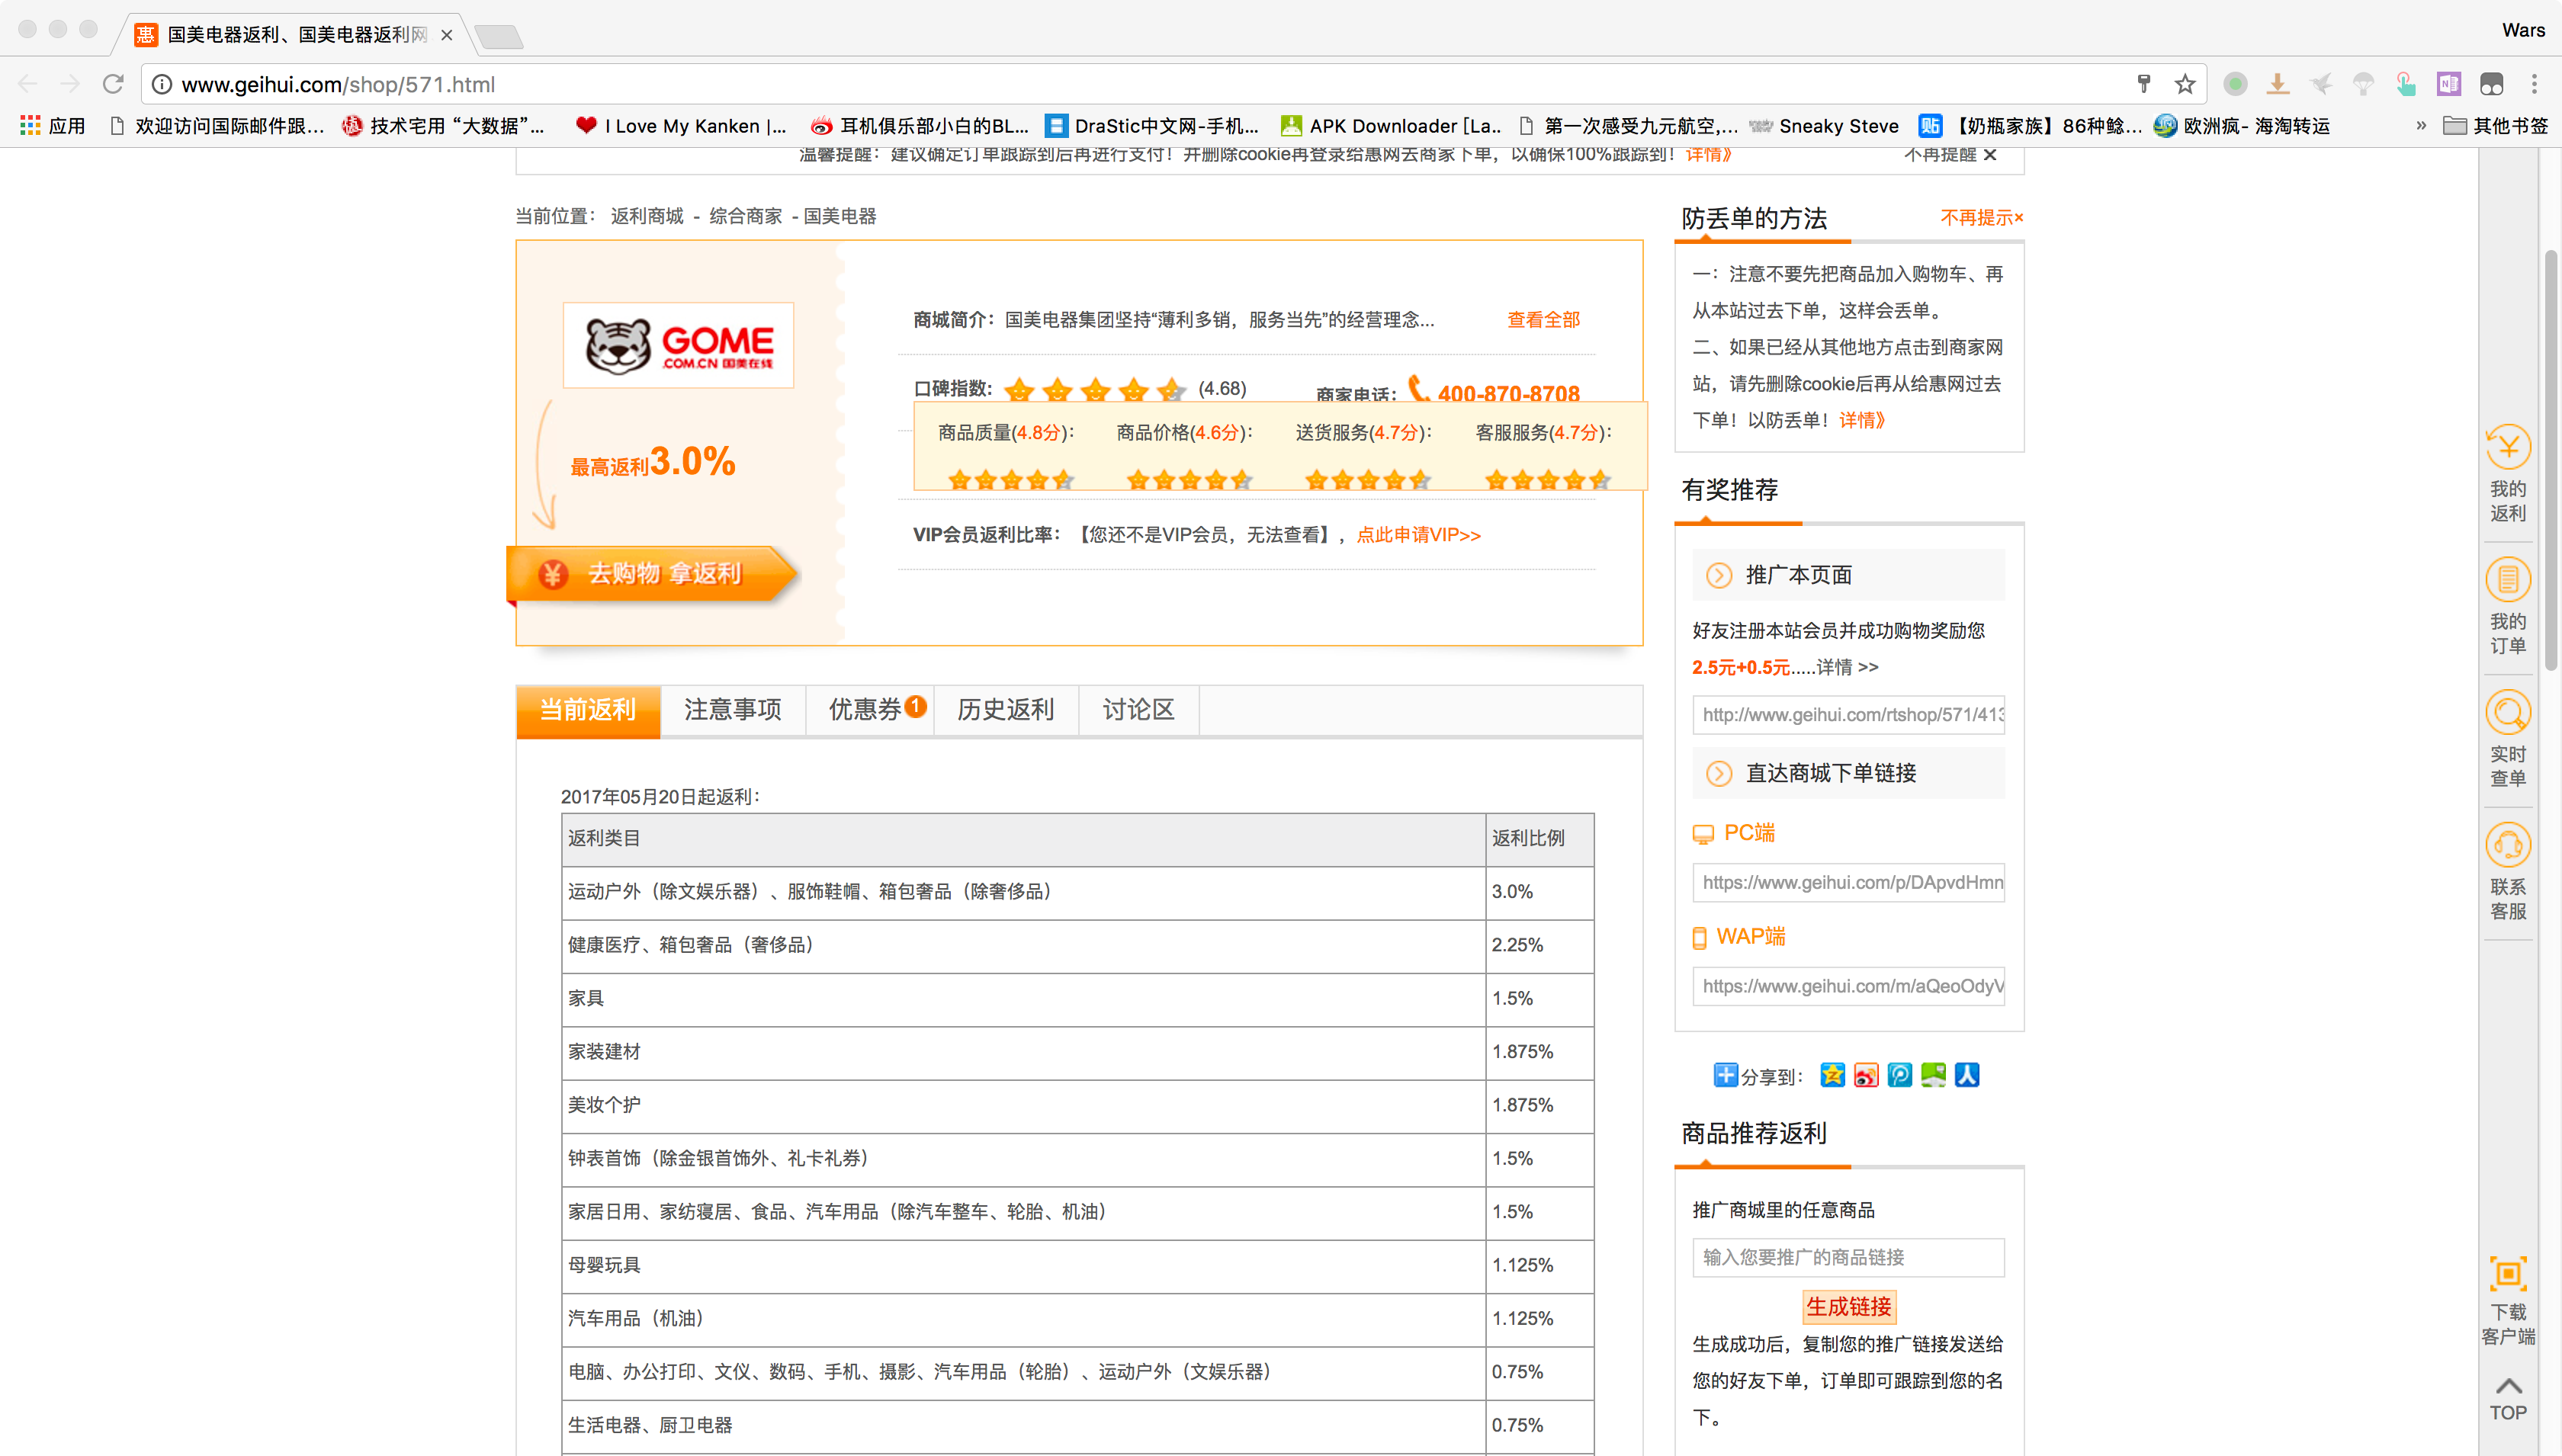 国美电器返利、国美电器返利网
Wars
www.geihui.com/shop/571.html
应用
欢迎访问国际邮件跟...
技术宅用 “大数据”...
I Love My Kanken |...
耳机俱乐部小白的BL...
DraStic中文网-手机...
APK Downloader [La...
第一次感受九元航空,...
Sneaky Steve
【奶瓶家族】86种鲶...
欧洲疯- 海淘转运
»
其他书签
温馨提醒：建议确定订单跟踪到后再进行支付！并删除cookie再登录给惠网去商家下单，以确保100%跟踪到！详情》
不再提醒
当前位置： 返利商城 - 综合商家 - 国美电器
GOME
.COM.CN 国美在线
最高返利3.0%
去购物 拿返利
商城简介：国美电器集团坚持“薄利多销，服务当先”的经营理念...
查看全部
口碑指数: (4.68)
商家电话： 400-870-8708
商品质量(4.8分)：
商品价格(4.6分)：
送货服务(4.7分)：
客服服务(4.7分)：
VIP会员返利比率：【您还不是VIP会员，无法查看】，点此申请VIP>>
当前返利
注意事项
优惠券 1
历史返利
讨论区
2017年05月20日起返利：
返利类目 返利比例
运动户外（除文娱乐器）、服饰鞋帽、箱包奢品（除奢侈品） 3.0%
健康医疗、箱包奢品（奢侈品） 2.25%
家具 1.5%
家装建材 1.875%
美妆个护 1.875%
钟表首饰（除金银首饰外、礼卡礼券） 1.5%
家居日用、家纺寝居、食品、汽车用品（除汽车整车、轮胎、机油） 1.5%
母婴玩具 1.125%
汽车用品（机油） 1.125%
电脑、办公打印、文仪、数码、手机、摄影、汽车用品（轮胎）、运动户外（文娱乐器） 0.75%
生活电器、厨卫电器 0.75%
防丢单的方法
不再提示×
一：注意不要先把商品加入购物车、再
从本站过去下单，这样会丢单。
二、如果已经从其他地方点击到商家网
站，请先删除cookie后再从给惠网过去
下单！以防丢单！详情》
有奖推荐
推广本页面
好友注册本站会员并成功购物奖励您
2.5元+0.5元.....详情 >>
http://www.geihui.com/rtshop/571/413
直达商城下单链接
PC端
https://www.geihui.com/p/DApvdHmn
WAP端
https://www.geihui.com/m/aQeoOdyV
分享到：
商品推荐返利
推广商城里的任意商品
输入您要推广的商品链接
生成链接
生成成功后，复制您的推广链接发送给
您的好友下单，订单即可跟踪到您的名
下。
我的
返利
我的
订单
实时
查单
联系
客服
下载
客户端
TOP